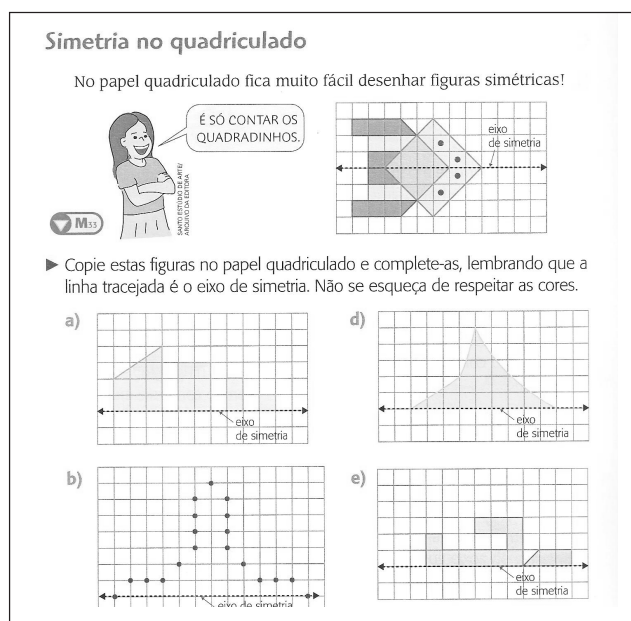 Simetria no quadriculado
No papel quadriculado fica muito fácil desenhar figuras simétricas!
É SÓ CONTAR OS
QUADRADINHOS.
eixo
de simetria
SANTO ESTÚDIO DE ARTE/
ARQUIVO DA EDITORA
M33
► Copie estas figuras no papel quadriculado e complete-as, lembrando que a
linha tracejada é o eixo de simetria. Não se esqueça de respeitar as cores.
a)
eixo
de simetria
d)
eixo
de simetria
b)
eixo de simetria
e)
eixo
de simetria